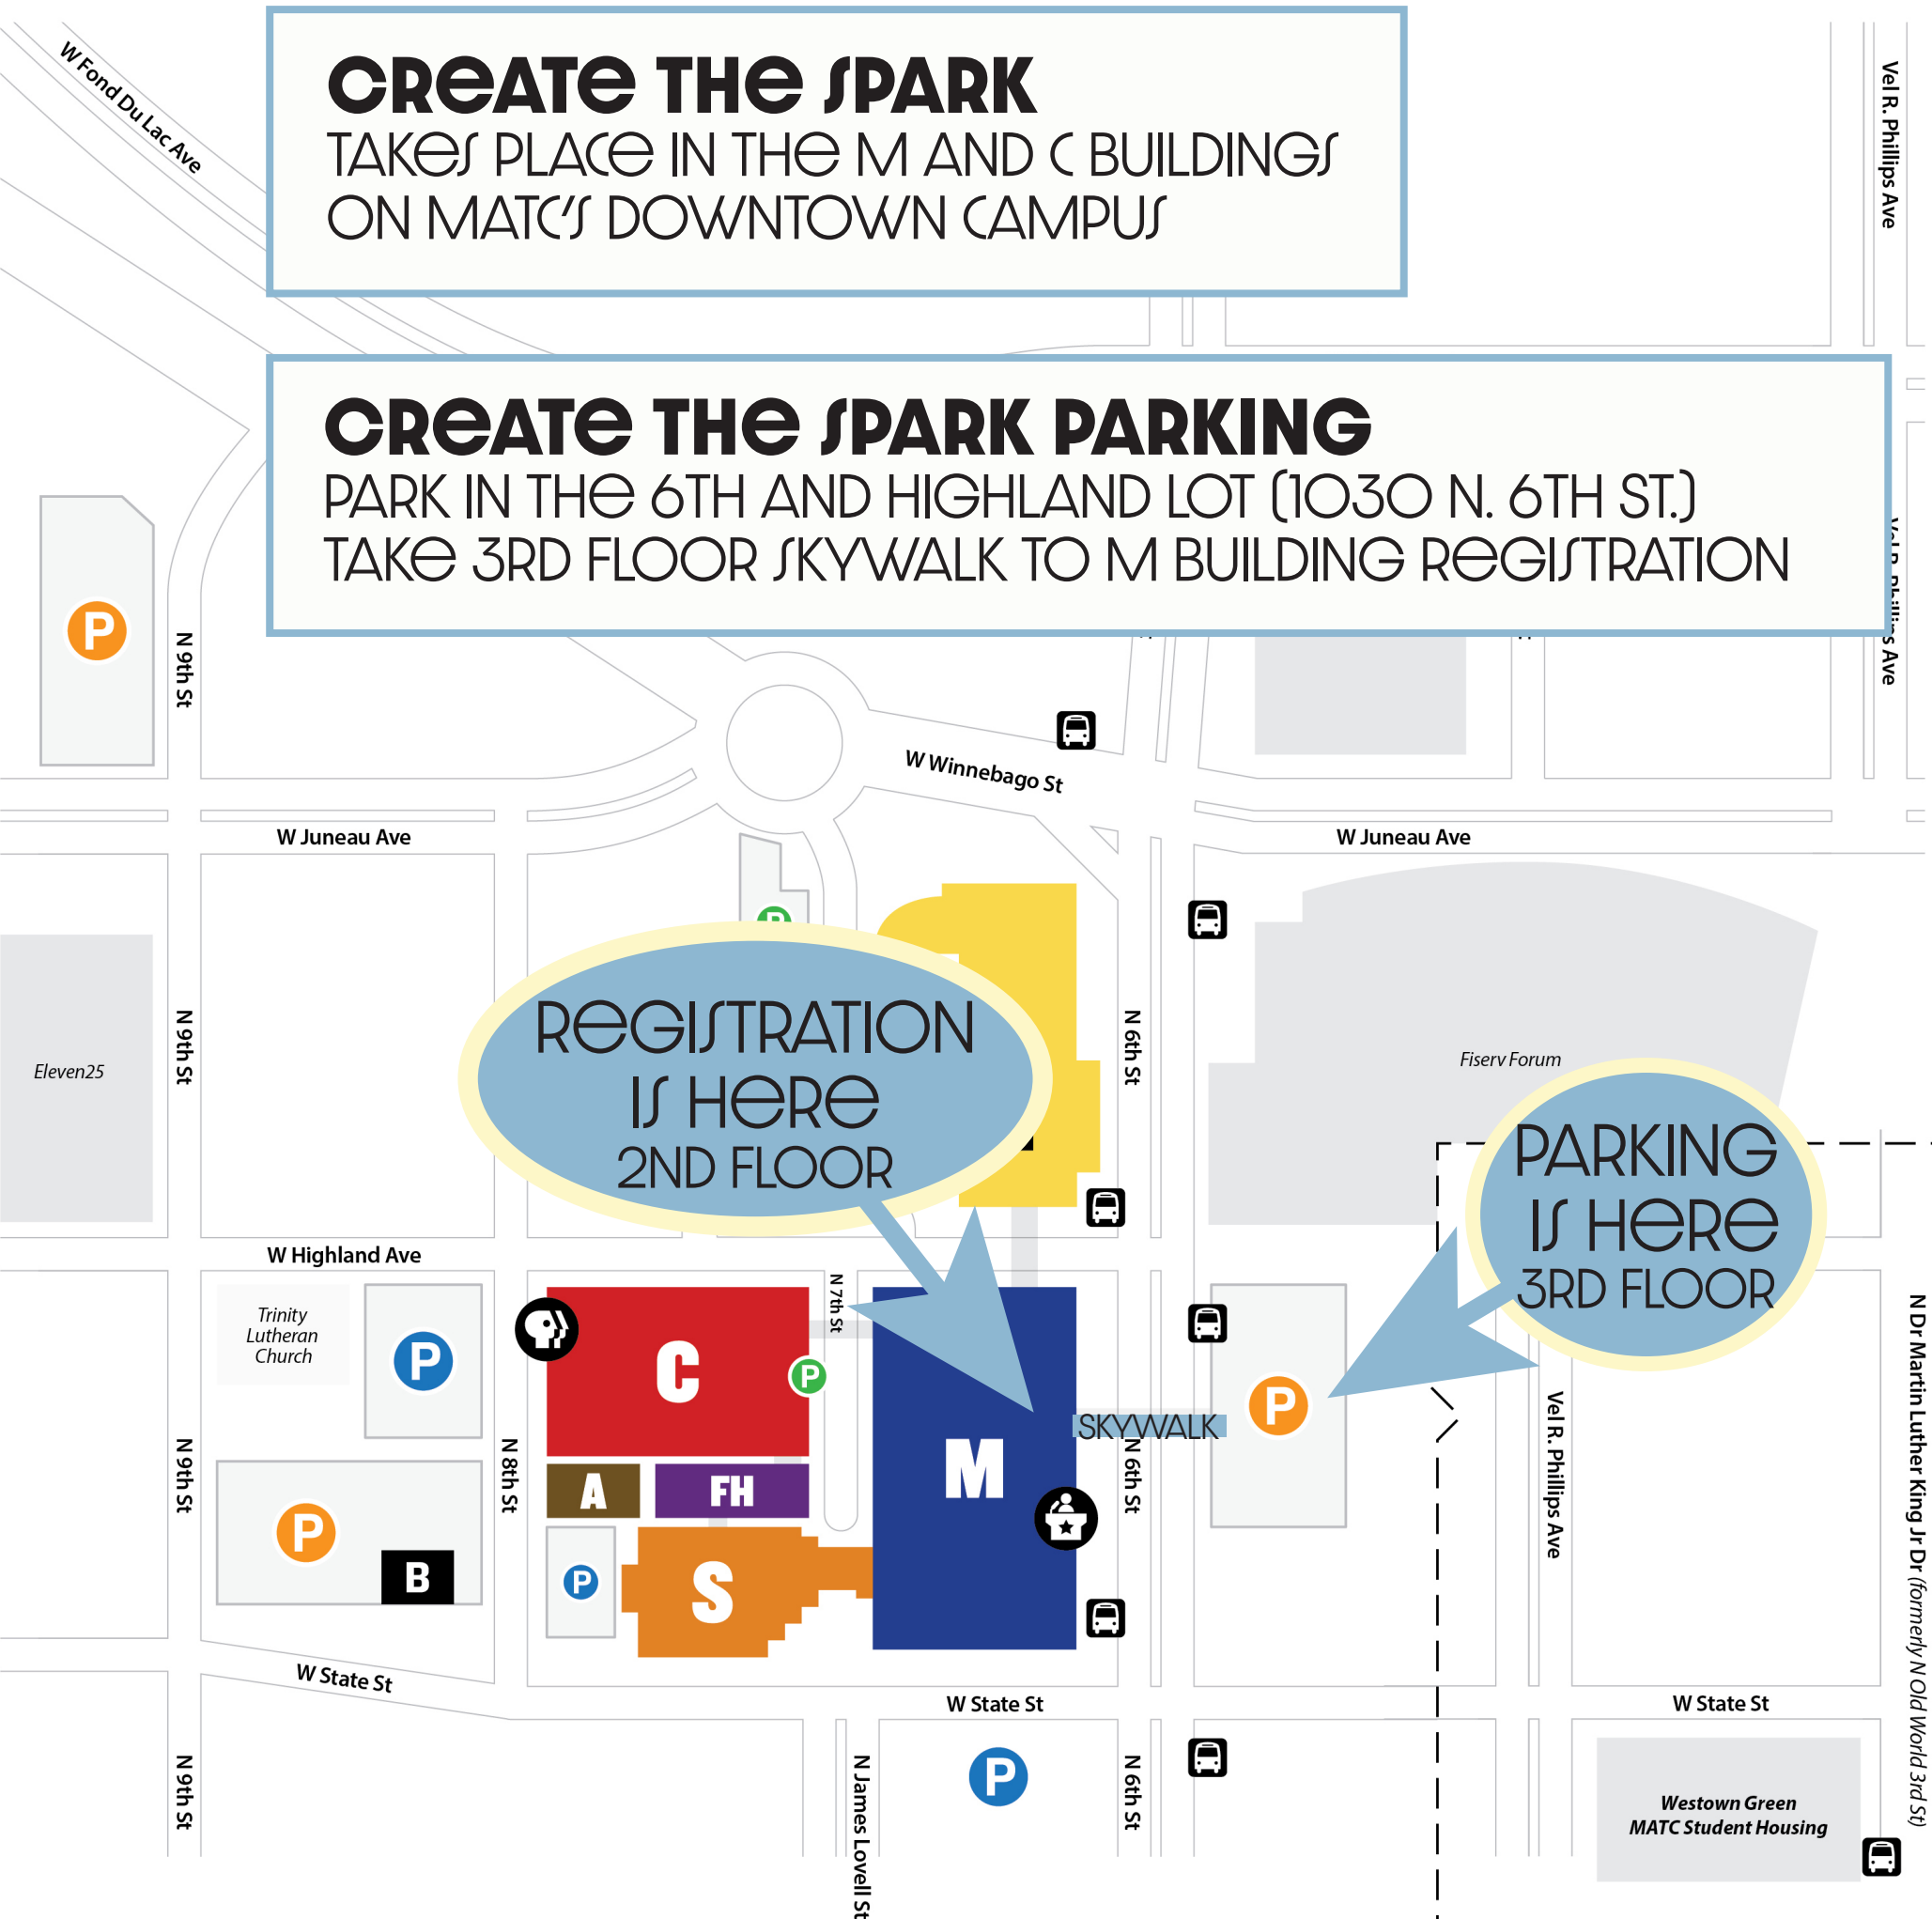 CREATE THE SPARK
TAKES PLACE IN THE M AND C BUILDINGS
ON MATC'S DOWNTOWN CAMPUS
CREATE THE SPARK PARKING
PARK IN THE 6TH AND HIGHLAND LOT (1030 N. 6TH ST.)
TAKE 3RD FLOOR SKYWALK TO M BUILDING REGISTRATION
W Fond Du Lac Ave
Vel R. Phillips Ave
Vel R. Phillips Ave
P
N 9th St
W Winnebago St
W Juneau Ave
W Juneau Ave
P
Eleven25
N 9th St
REGISTRATION
IS HERE
2ND FLOOR
N 6th St
Fiserv Forum
PARKING
IS HERE
3RD FLOOR
W Highland Ave
Trinity
Lutheran
Church
P
C
P
N 7th St
M
SKYWALK
P
N 9th St
N 8th St
A
FH
N 6th St
Vel R. Phillips Ave
N Dr Martin Luther King Jr Dr (formerly N Old World 3rd St)
P
B
P
S
W State St
W State St
W State St
N 9th St
N James Lovell St
P
N 6th St
Westown Green
MATC Student Housing